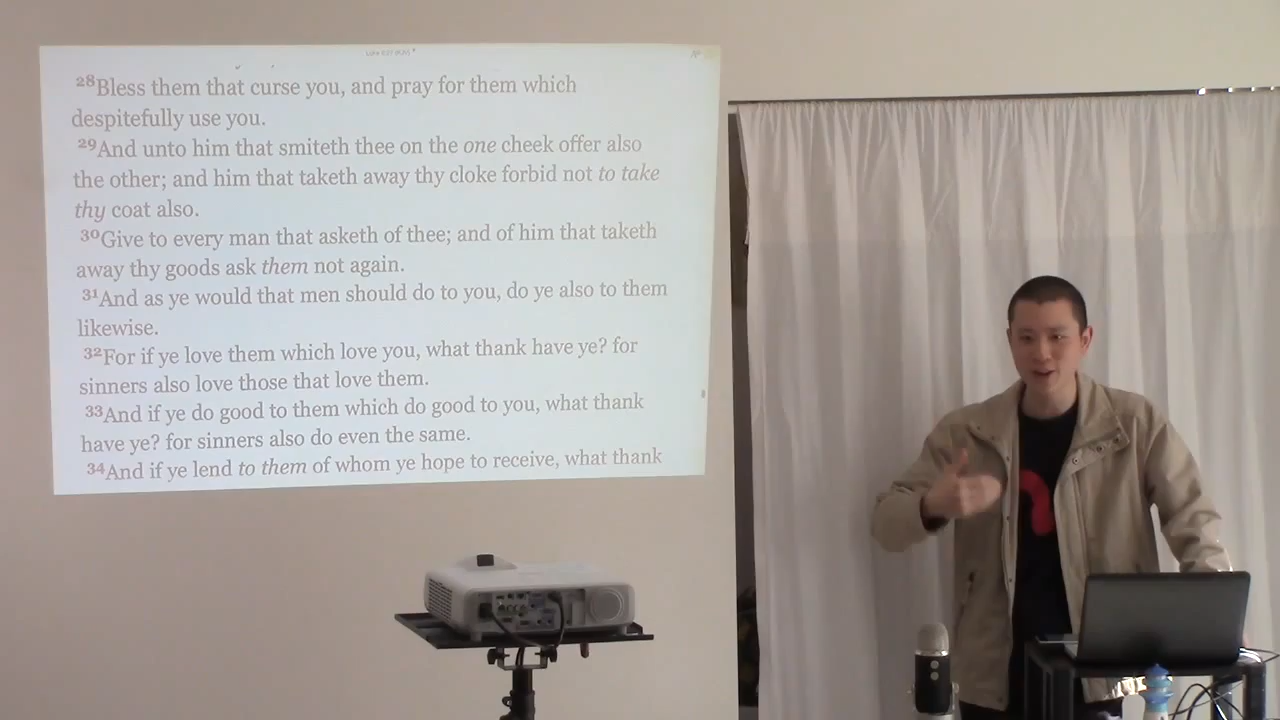 ²⁸Bless them that curse you, and pray for them which
despitefully use you.
²⁹And unto him that smiteth thee on the one cheek offer also
the other; and him that taketh away thy cloke forbid not to take
thy coat also.
³⁰Give to every man that asketh of thee; and of him that taketh
away thy goods ask them not again.
³¹And as ye would that men should do to you, do ye also to them
likewise.
³²For if ye love them which love you, what thank have ye? for
sinners also love those that love them.
³³And if ye do good to them which do good to you, what thank
have ye? for sinners also do even the same.
³⁴And if ye lend to them of whom ye hope to receive, what thank